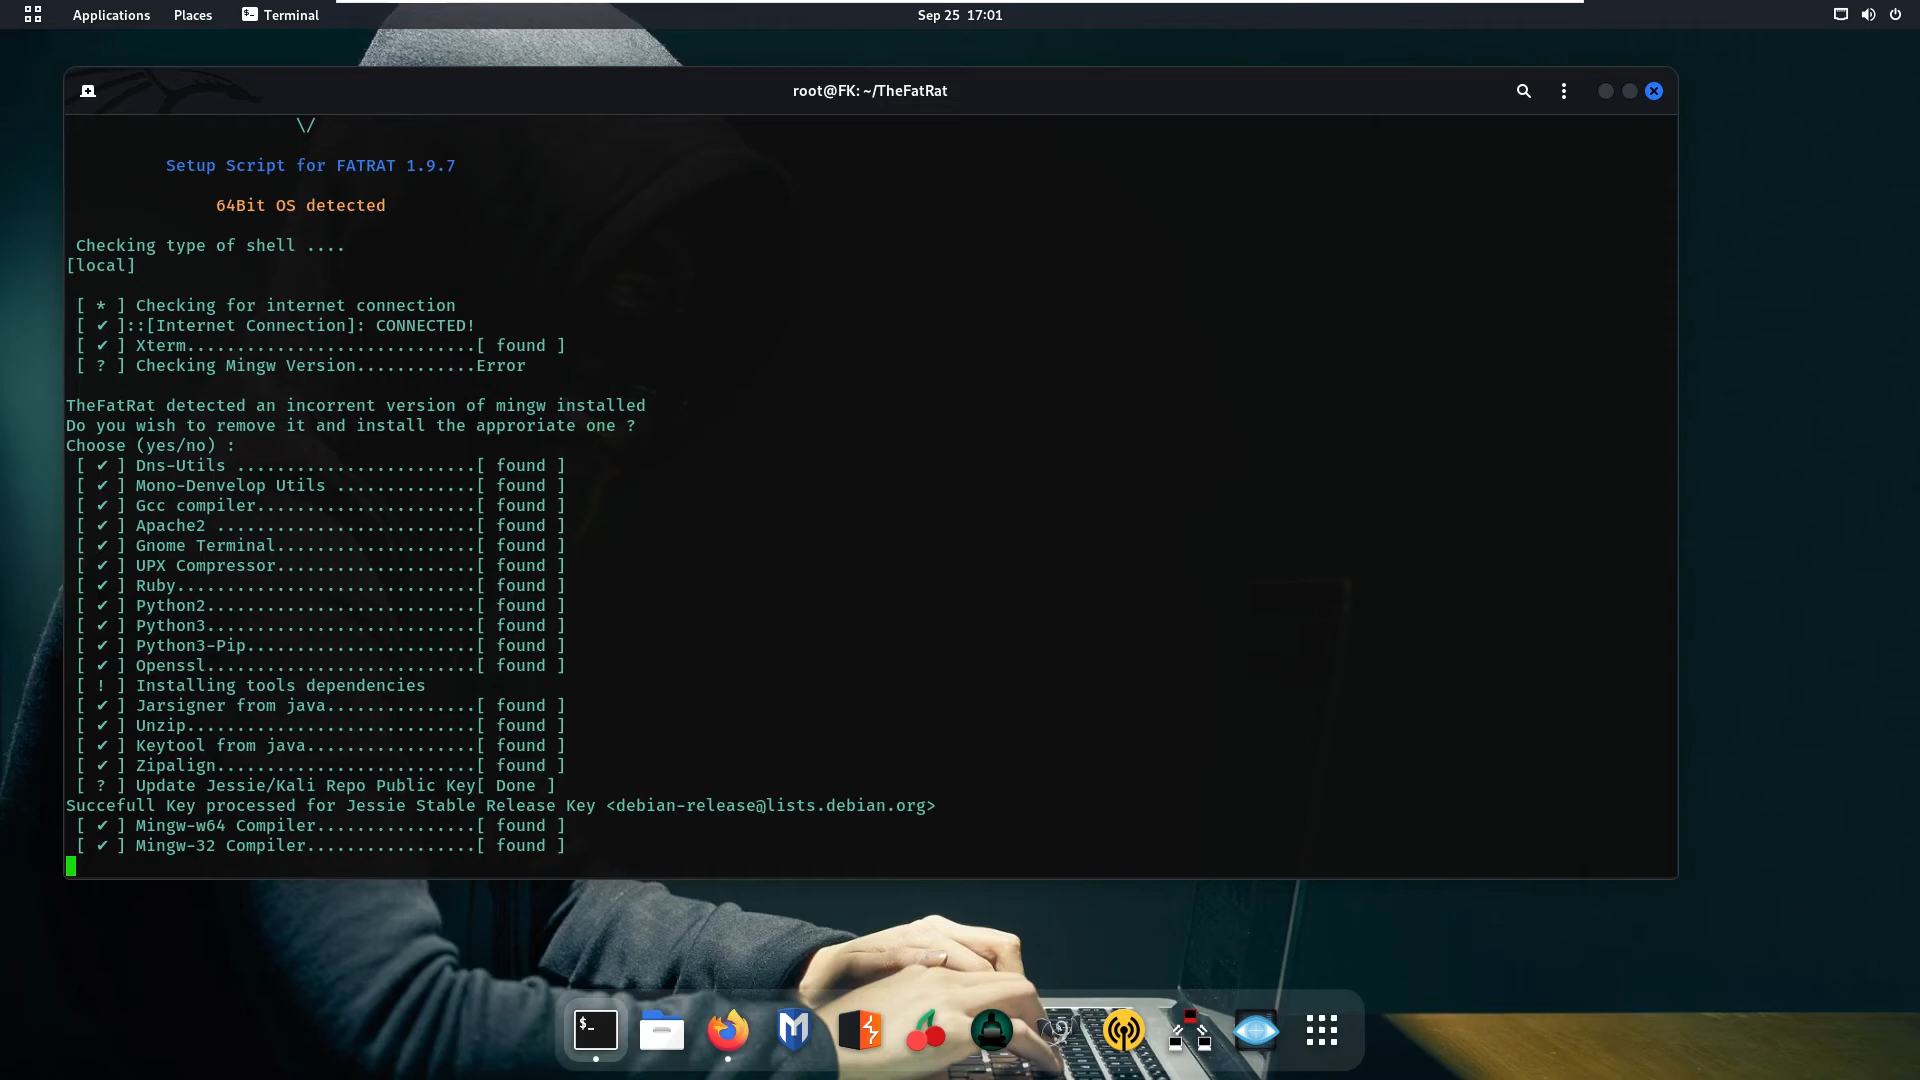 Applications Places Terminal Sep 25 17:01
root@FK: ~/TheFatRat
\/
Setup Script for FATRAT 1.9.7
64Bit OS detected
Checking type of shell ....
[local]
[ * ] Checking for internet connection
[ ✔ ]::[Internet Connection]: CONNECTED!
[ ✔ ] Xterm.............................[ found ]
[ ? ] Checking Mingw Version............Error
TheFatRat detected an incorrent version of mingw installed
Do you wish to remove it and install the approriate one ?
Choose (yes/no) :
[ ✔ ] Dns-Utils ........................[ found ]
[ ✔ ] Mono-Denvelop Utils ..............[ found ]
[ ✔ ] Gcc compiler......................[ found ]
[ ✔ ] Apache2 ..........................[ found ]
[ ✔ ] Gnome Terminal....................[ found ]
[ ✔ ] UPX Compressor....................[ found ]
[ ✔ ] Ruby..............................[ found ]
[ ✔ ] Python2...........................[ found ]
[ ✔ ] Python3...........................[ found ]
[ ✔ ] Python3-Pip.......................[ found ]
[ ✔ ] Openssl...........................[ found ]
[ ! ] Installing tools dependencies
[ ✔ ] Jarsigner from java...............[ found ]
[ ✔ ] Unzip.............................[ found ]
[ ✔ ] Keytool from java.................[ found ]
[ ✔ ] Zipalign..........................[ found ]
[ ? ] Update Jessie/Kali Repo Public Key[ Done ]
Succefull Key processed for Jessie Stable Release Key <debian-release@lists.debian.org>
[ ✔ ] Mingw-w64 Compiler................[ found ]
[ ✔ ] Mingw-32 Compiler.................[ found ]
$_